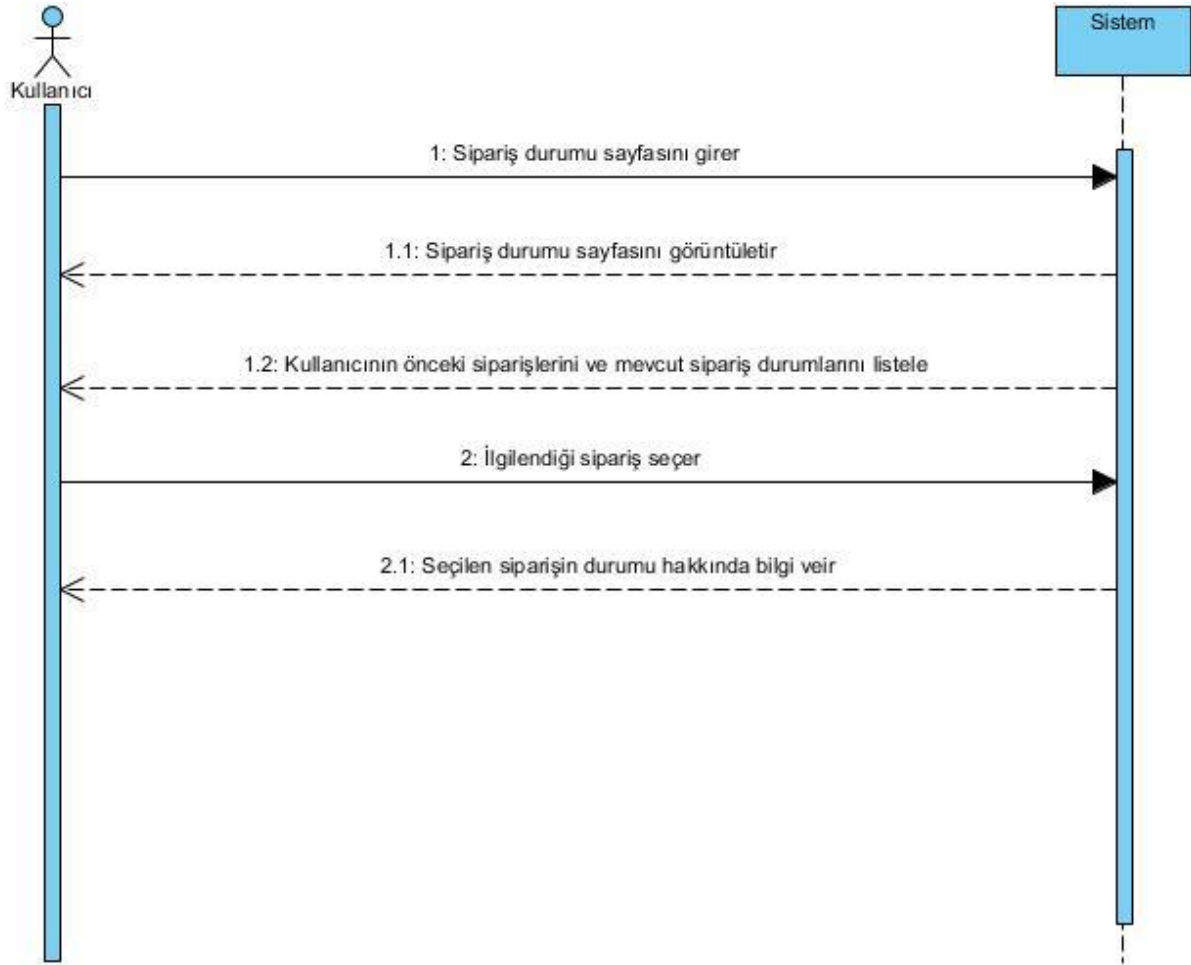 Kullanıcı
Sistem
1: Sipariş durumu sayfasını girer
1.1: Sipariş durumu sayfasını görüntületir
1.2: Kullanıcının önceki siparişlerini ve mevcut sipariş durumlarını listele
2: İlgilendiği sipariş seçer
2.1: Seçilen siparişin durumu hakkında bilgi veir